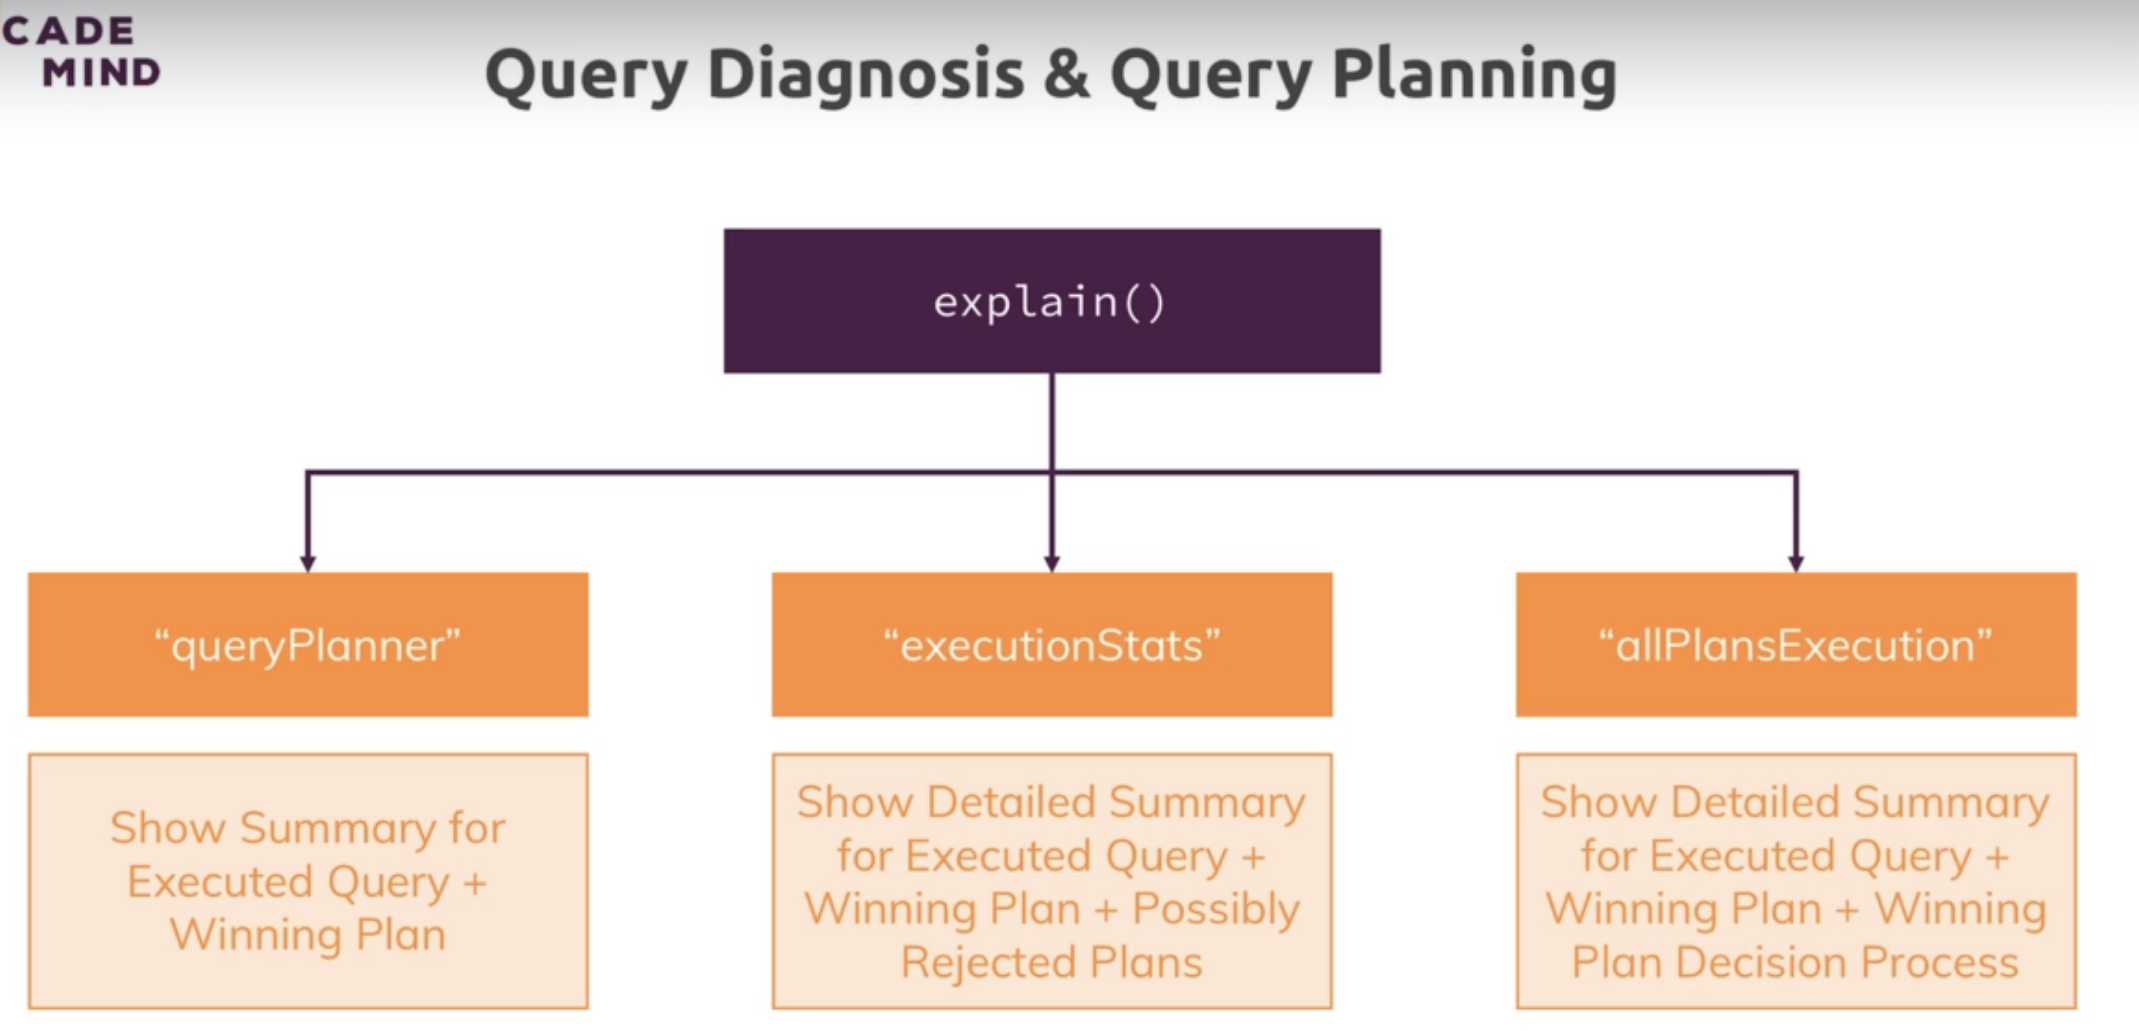 CADE
MIND
Query Diagnosis & Query Planning
explain()
“queryPlanner”
“executionStats”
“allPlansExecution”
Show Summary for
Executed Query +
Winning Plan
Show Detailed Summary
for Executed Query +
Winning Plan + Possibly
Rejected Plans
Show Detailed Summary
for Executed Query +
Winning Plan + Winning
Plan Decision Process